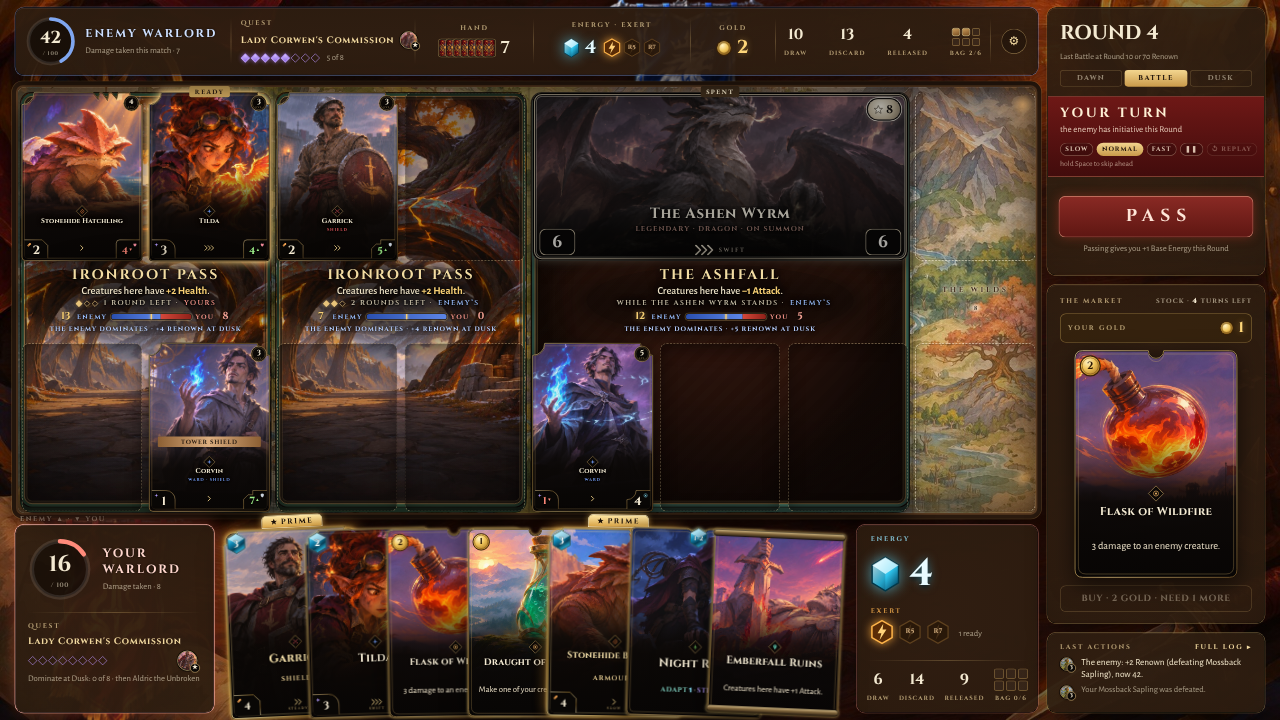 42
/ 100
ENEMY WARLORD
Damage taken this match · 7
QUEST
LADY CORWEN'S COMMISSION
5 of 8
HAND
7
ENERGY · EXERT
4
R5
R7
GOLD
2
10
DRAW
13
DISCARD
4
RELEASED
BAG 2/6
ROUND 4
Last Battle at Round 10 or 70 Renown
DAWN
BATTLE
DUSK
YOUR TURN
the enemy has initiative this Round
SLOW
NORMAL
FAST
REPLAY
hold Space to skip ahead
PASS
Passing gives you +1 Base Energy this Round
THE MARKET
STOCK · 4 TURNS LEFT
YOUR GOLD
1
2
FLASK OF WILDFIRE
3 damage to an enemy creature.
BUY · 2 GOLD · NEED 1 MORE
LAST ACTIONS
FULL LOG ▸
The enemy: +2 Renown (defeating Mossback Sapling), now 42.
Your Mossback Sapling was defeated.
READY
4
STONEHIDE HATCHLING
2
4
3
TILDA
3
4
3
GARRICK
SHIELD
2
5
SPENT
8
THE ASHEN WYRM
LEGENDARY · DRAGON · ON SUMMON
6
SWIFT
6
IRONROOT PASS
Creatures here have +2 Health.
1 ROUND LEFT · YOURS
13 ENEMY
YOU 8
THE ENEMY DOMINATES · +4 RENOWN AT DUSK
IRONROOT PASS
Creatures here have +2 Health.
2 ROUNDS LEFT · ENEMY'S
7 ENEMY
YOU 0
THE ENEMY DOMINATES · +4 RENOWN AT DUSK
THE ASHFALL
Creatures here have −1 Attack.
WHILE THE ASHEN WYRM STANDS · ENEMY'S
12 ENEMY
YOU 5
THE ENEMY DOMINATES · +5 RENOWN AT DUSK
THE WILDS
8
3
TOWER SHIELD
CORVIN
WARD · SHIELD
1
7
5
CORVIN
WARD
1
4
ENEMY ▲ · ▼ YOU
16
/ 100
YOUR WARLORD
Damage taken · 8
QUEST
LADY CORWEN'S COMMISSION
Dominate at Dusk: 0 of 8 · then Aldric the Unbroken
★ PRIME
3
GARRI
SHIEL
4
2
TILD
3
2
FLASK OF WI
3 damage to an ene
1
DRAUGHT OF
Make one of your cre
★ PRIME
3
STONEHIDE
ARMOU
4
NIGHT R
ADAPT
EMBERFALL RUINS
Creatures here have +1 Attack.
ENERGY
4
EXERT
R5
R7
1 ready
6
DRAW
14
DISCARD
9
RELEASED
BAG 0/6